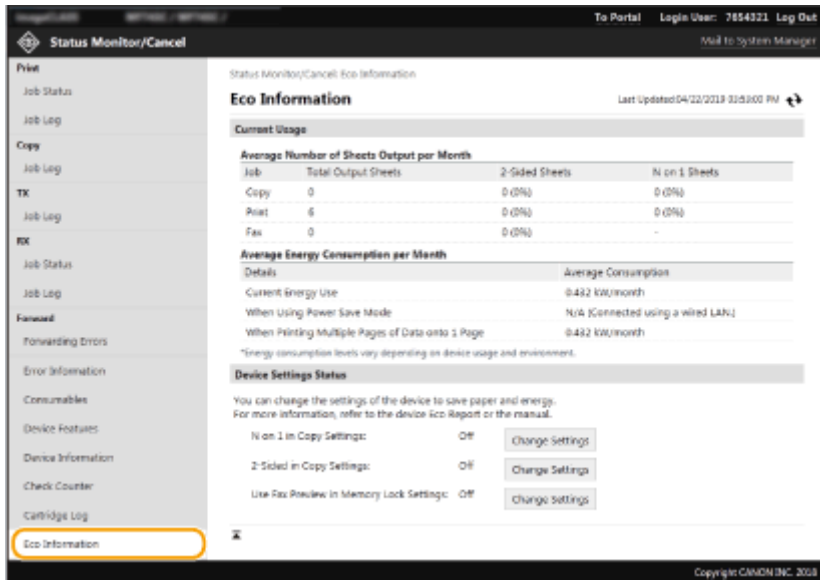 To Portal Login User: 7654321 Log Out
Status Monitor/Cancel
Mail to System Manager
Print
Job Status
Job Log
Copy
Job Log
TX
Job Log
RX
Job Status
Job Log
Forward
Forwarding Errors
Error Information
Consumables
Device Features
Device Information
Check Counter
Cartridge Log
Eco Information
Status Monitor/Cancel: Eco Information
Eco Information
Last Updated:04/22/2019 PM
Current Usage
Average Number of Sheets Output per Month
Job Total Output Sheets 2-Sided Sheets N on 1 Sheets
Copy 0 0 (0%) 0 (0%)
Print 6 0 (0%) 0 (0%)
Fax 0 0 (0%) -
Average Energy Consumption per Month
Details Average Consumption
Current Energy Use 0.432 kW/month
When Using Power Save Mode N/A (Connected using a wired LAN.)
When Printing Multiple Pages of Data onto 1 Page 0.432 kW/month
*Energy consumption levels vary depending on device usage and environment.
Device Settings Status
You can change the settings of the device to save paper and energy.
For more information, refer to the device Eco Report or the manual.
N on 1 in Copy Settings: Off Change Settings
2-Sided in Copy Settings: Off Change Settings
Use Fax Preview in Memory Lock Settings: Off Change Settings
Copyright CANON INC. 2018